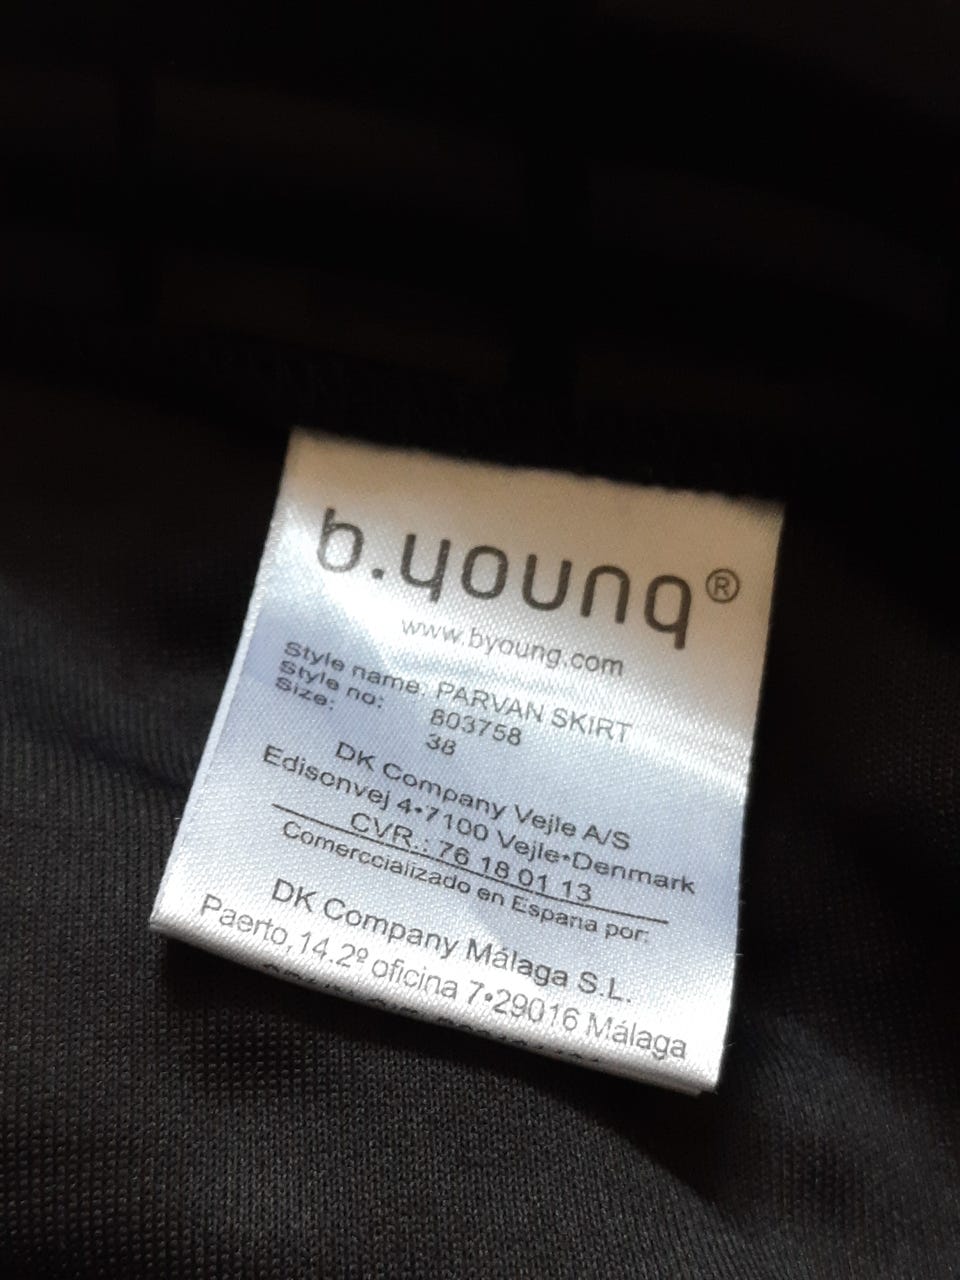 b.young®
www.byoung.com
Style name: PARVAN SKIRT
Style no: 803758
Size: 38
DK Company Vejle A/S
Edisonvej 4•7100 Vejle•Denmark
CVR.: 76 18 01 13
Comerccializado en Espana por:
DK Company Málaga S.L.
Paerto,14.2º oficina 7•29016 Málaga